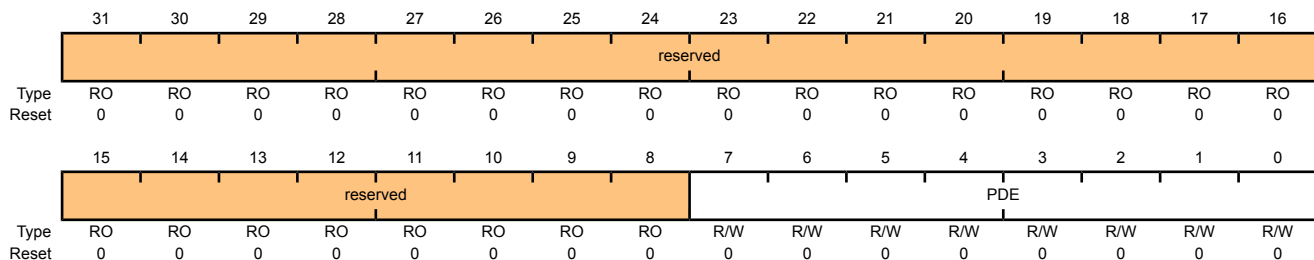 31 30 29 28 27 26 25 24 23 22 21 20 19 18 17 16
reserved
Type RO RO RO RO RO RO RO RO RO RO RO RO RO RO RO RO
Reset 0 0 0 0 0 0 0 0 0 0 0 0 0 0 0 0
15 14 13 12 11 10 9 8 7 6 5 4 3 2 1 0
reserved PDE
Type RO RO RO RO RO RO RO RO R/W R/W R/W R/W R/W R/W R/W R/W
Reset 0 0 0 0 0 0 0 0 0 0 0 0 0 0 0 0